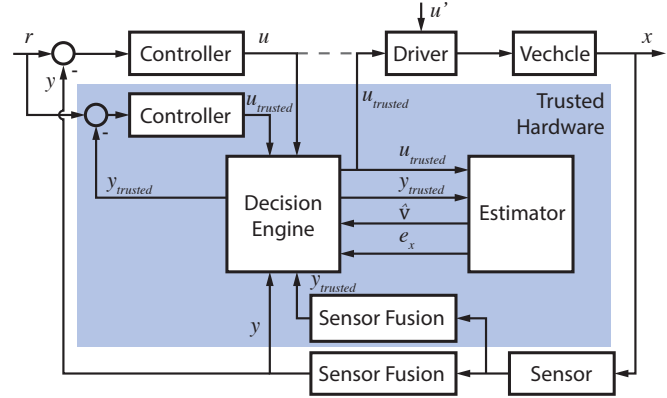 u'
r
Controller
u
Driver
Vechcle
x
y
-
Controller
u_trusted
u_trusted
Trusted
Hardware
-
y_trusted
Decision
Engine
u_trusted
y_trusted
v̂
e_x
Estimator
y_trusted
y
Sensor Fusion
Sensor Fusion
Sensor